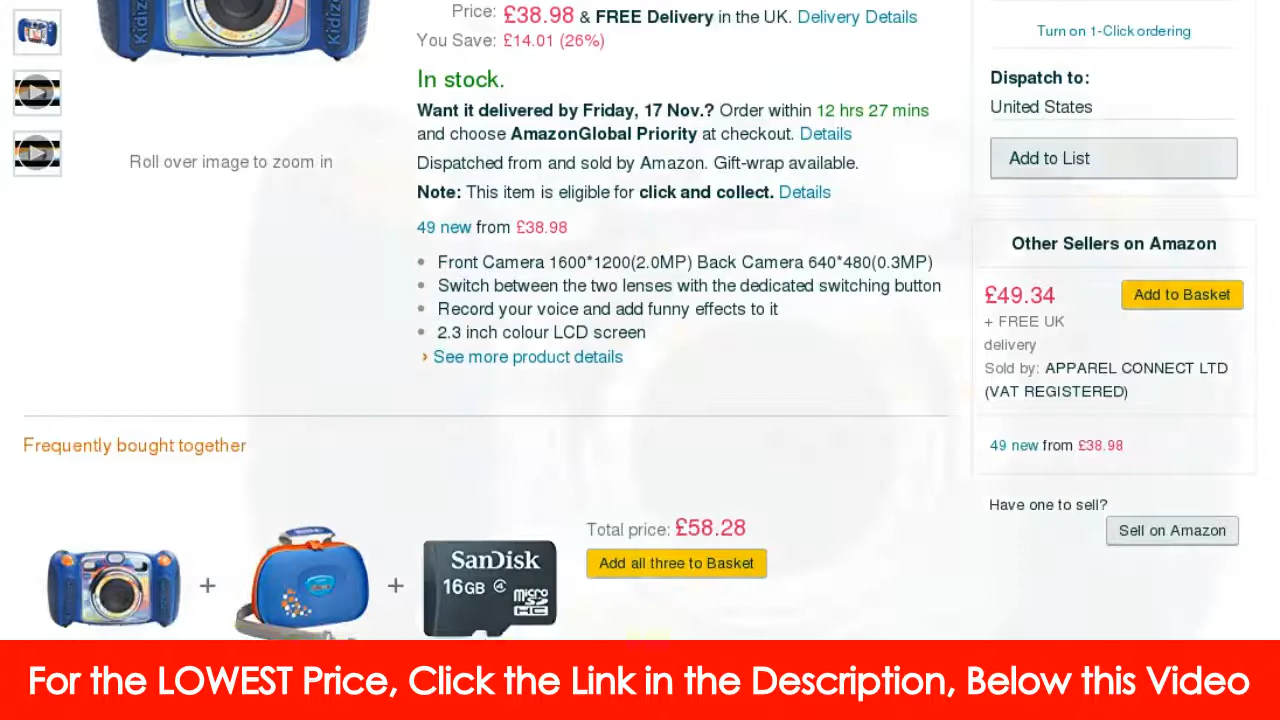 Price: £38.98 & FREE Delivery in the UK. Delivery Details
You Save: £14.01 (26%)
In stock.
Want it delivered by Friday, 17 Nov.? Order within 12 hrs 27 mins
and choose AmazonGlobal Priority at checkout. Details
Dispatched from and sold by Amazon. Gift-wrap available.
Note: This item is eligible for click and collect. Details
49 new from £38.98
Front Camera 1600*1200(2.0MP) Back Camera 640*480(0.3MP)
Switch between the two lenses with the dedicated switching button
Record your voice and add funny effects to it
2.3 inch colour LCD screen
› See more product details
Roll over image to zoom in
Turn on 1-Click ordering
Dispatch to:
United States
Add to List
Other Sellers on Amazon
£49.34
Add to Basket
+ FREE UK
delivery
Sold by: APPAREL CONNECT LTD
(VAT REGISTERED)
49 new from £38.98
Have one to sell?
Sell on Amazon
Frequently bought together
+
+
SanDisk
16GB 4
micro
SD
HC
Total price: £58.28
Add all three to Basket
For the LOWEST Price, Click the Link in the Description, Below this Video